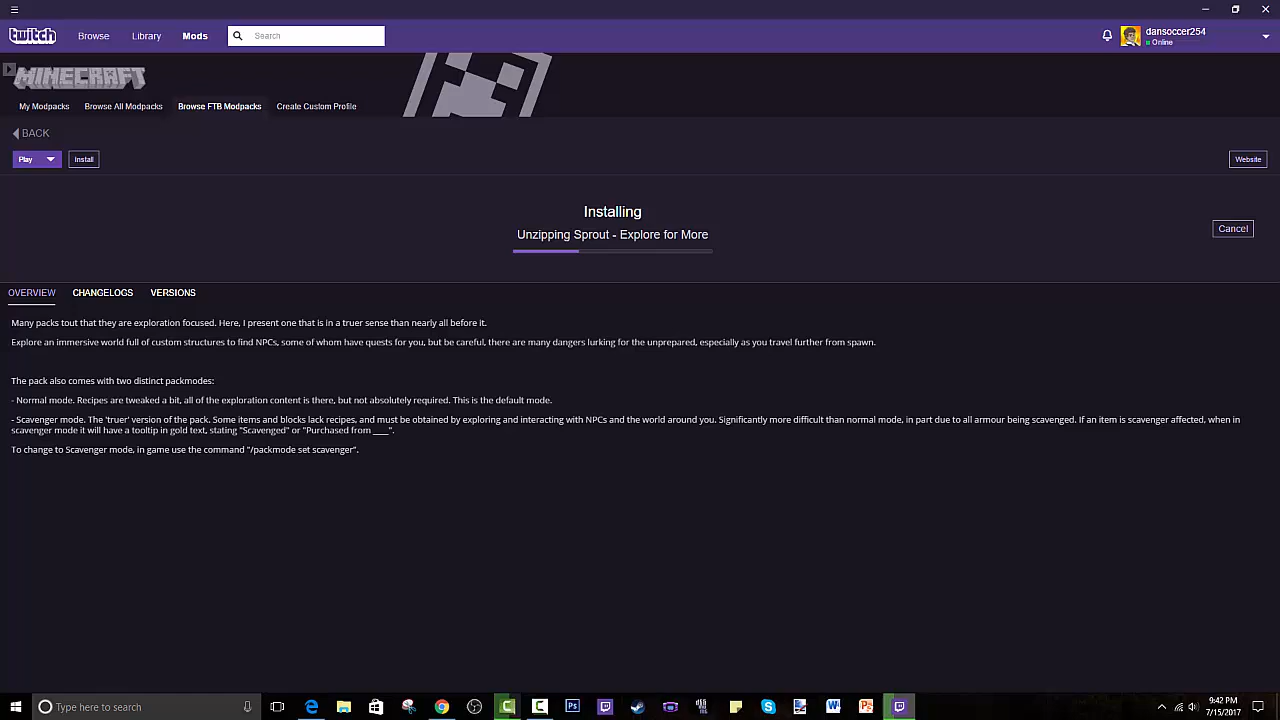 twitch
Browse
Library
Mods
Search
dansoccer254
Online
MINECRAFT
My Modpacks
Browse All Modpacks
Browse FTB Modpacks
Create Custom Profile
BACK
Play
Install
Website
Installing
Unzipping Sprout - Explore for More
Cancel
OVERVIEW
CHANGELOGS
VERSIONS
Many packs tout that they are exploration focused. Here, I present one that is in a truer sense than nearly all before it.
Explore an immersive world full of custom structures to find NPCs, some of whom have quests for you, but be careful, there are many dangers lurking for the unprepared, especially as you travel further from spawn.
The pack also comes with two distinct packmodes:
- Normal mode. Recipes are tweaked a bit, all of the exploration content is there, but not absolutely required. This is the default mode.
- Scavenger mode. The 'truer' version of the pack. Some items and blocks lack recipes, and must be obtained by exploring and interacting with NPCs and the world around you. Significantly more difficult than normal mode, in part due to all armour being scavenged. If an item is scavenger affected, when in
scavenger mode it will have a tooltip in gold text, stating "Scavenged" or "Purchased from ____".
To change to Scavenger mode, in game use the command "/packmode set scavenger".
Type here to search
Ps
9:42 PM
7/15/2017